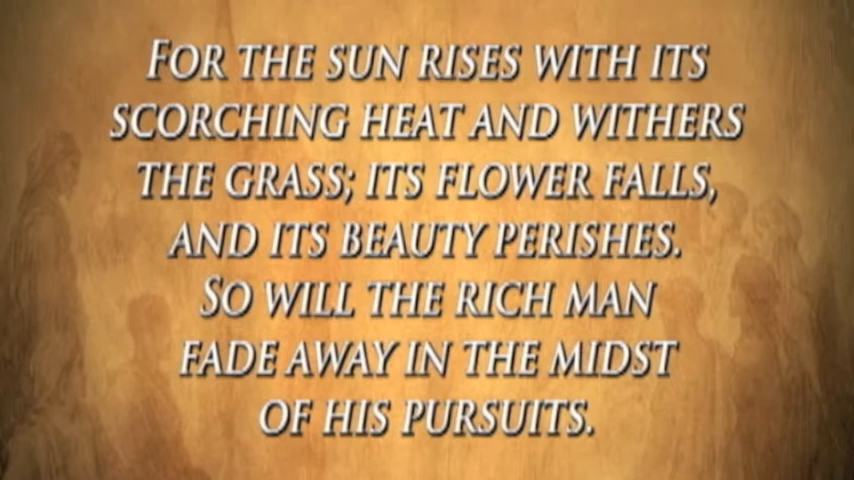 FOR THE SUN RISES WITH ITS
SCORCHING HEAT AND WITHERS
THE GRASS; ITS FLOWER FALLS,
AND ITS BEAUTY PERISHES.
SO WILL THE RICH MAN
FADE AWAY IN THE MIDST
OF HIS PURSUITS.